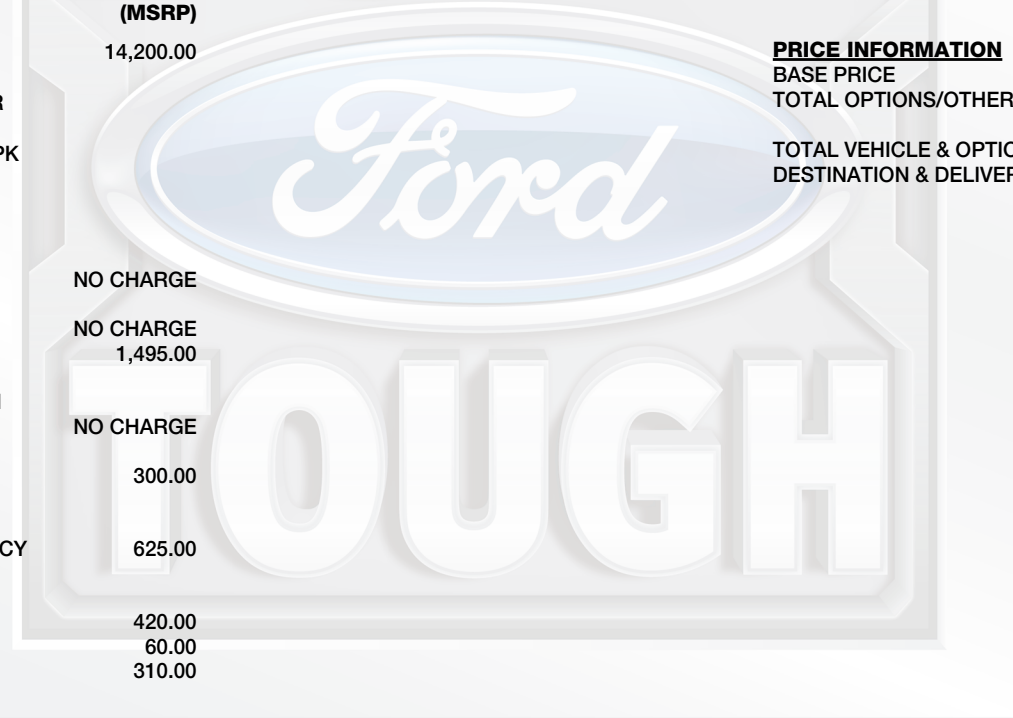 (MSRP)
14,200.00
R
PK
NO CHARGE
NO CHARGE
1,495.00
NO CHARGE
300.00
CY 625.00
420.00
60.00
310.00
PRICE INFORMATION
BASE PRICE
TOTAL OPTIONS/OTHER
TOTAL VEHICLE & OPTIO
DESTINATION & DELIVER
Ford
TOUGH